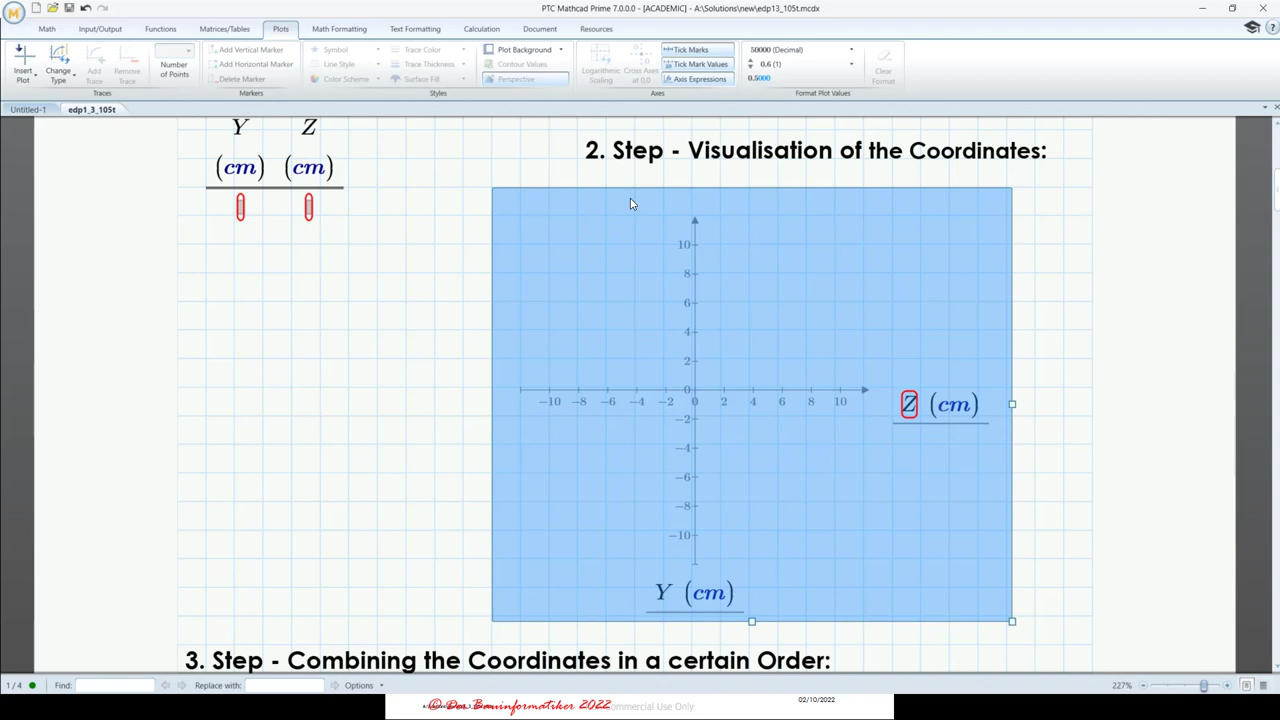 PTC Mathcad Prime 7.0.0.0 - [ACADEMIC] - A:\Solutions\new\edp13_105t.mcdx
Math Input/Output Functions Matrices/Tables Plots Math Formatting Text Formatting Calculation Document Resources
Insert Plot
Change Type
Add Trace
Remove Trace
Traces
Number of Points
Add Vertical Marker
Add Horizontal Marker
Delete Marker
Markers
Symbol
Line Style
Color Scheme
Trace Color
Trace Thickness
Surface Fill
Styles
Plot Background
Contour Values
Perspective
Logarithmic Scaling
Cross Axes at 0,0
Tick Marks
Tick Mark Values
Axis Expressions
Axes
50000 (Decimal)
0.6 (1)
0.5000
Format Plot Values
Clear Format
Untitled-1 edp1_3_105t
Y Z
(cm) (cm)
2. Step - Visualisation of the Coordinates:
10
8
6
4
2
0
−10 −8 −6 −4 −2 0 2 4 6 8 10
−2
−4
−6
−8
−10
Z (cm)
Y (cm)
3. Step - Combining the Coordinates in a certain Order:
1 / 4 Find: Replace with: Options 227%
© Der Bauinformatiker 2022
Commercial Use Only
02/10/2022